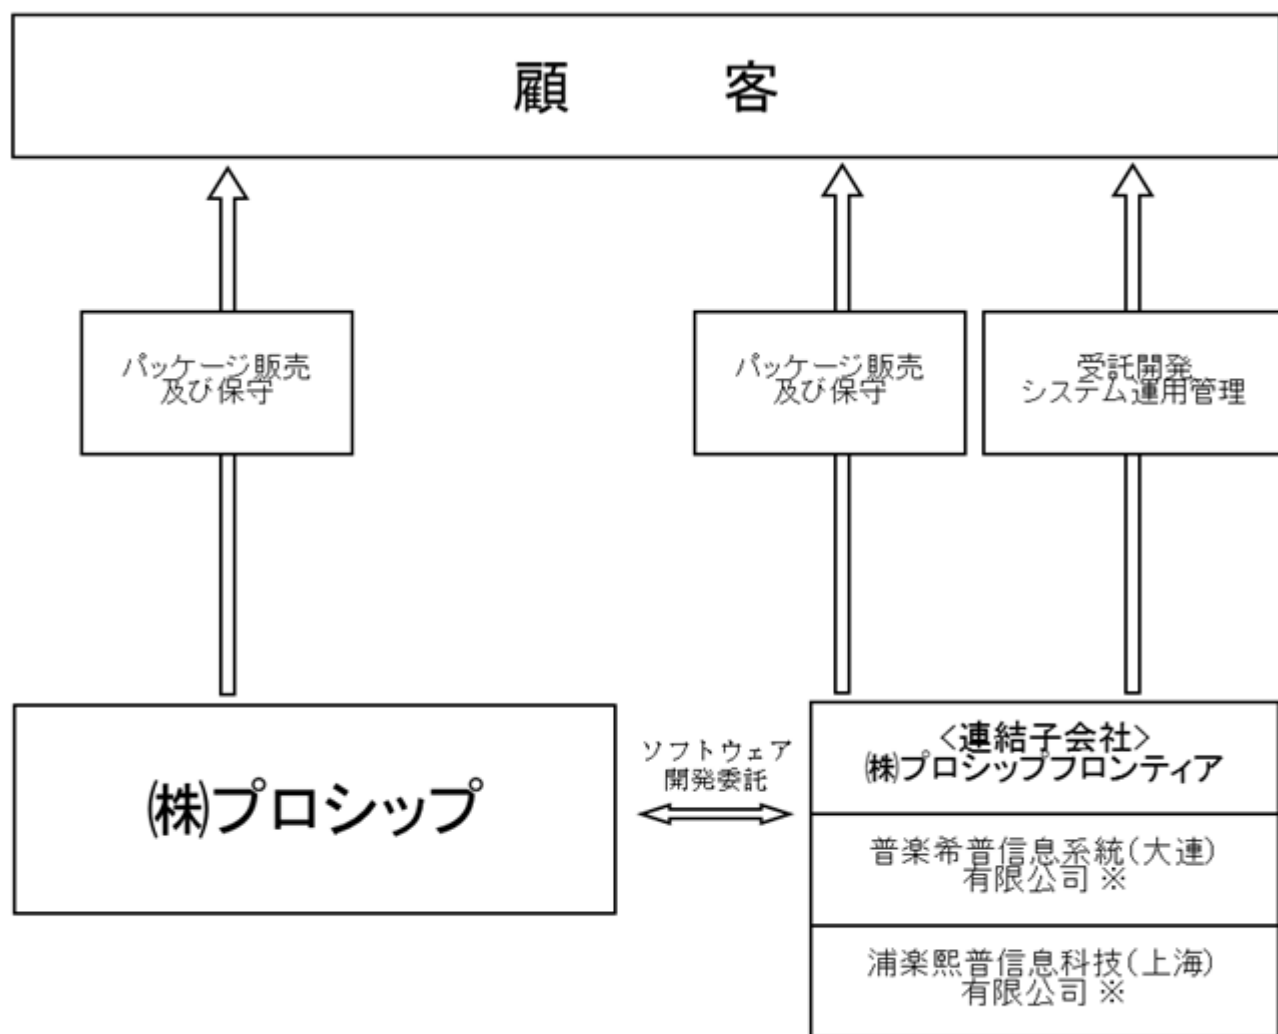 顧　客
パッケージ販売
及び保守
パッケージ販売
及び保守
受託開発
システム運用管理
㈱プロシップ
ソフトウェア
開発委託
<連結子会社>
㈱プロシップフロンティア
普楽希普信息系統(大連)
有限公司 ※
浦楽熙普信息科技(上海)
有限公司 ※